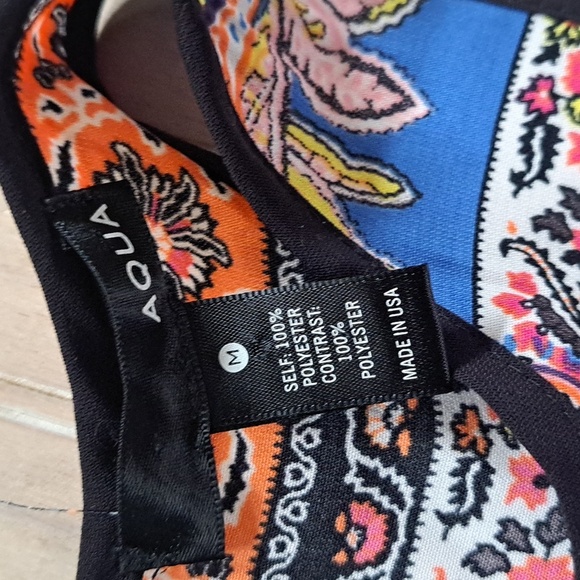 AQUA
M
SELF: 100%
POLYESTER
CONTRAST:
100%
POLYESTER
MADE IN USA